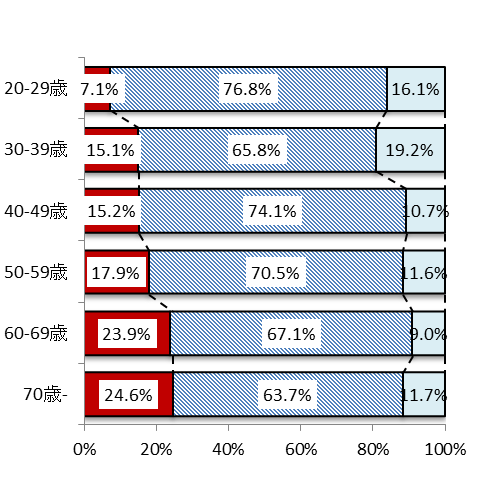 20-29歳 7.1% 76.8% 16.1%
30-39歳 15.1% 65.8% 19.2%
40-49歳 15.2% 74.1% 10.7%
50-59歳 17.9% 70.5% 11.6%
60-69歳 23.9% 67.1% 9.0%
70歳- 24.6% 63.7% 11.7%
0% 20% 40% 60% 80% 100%